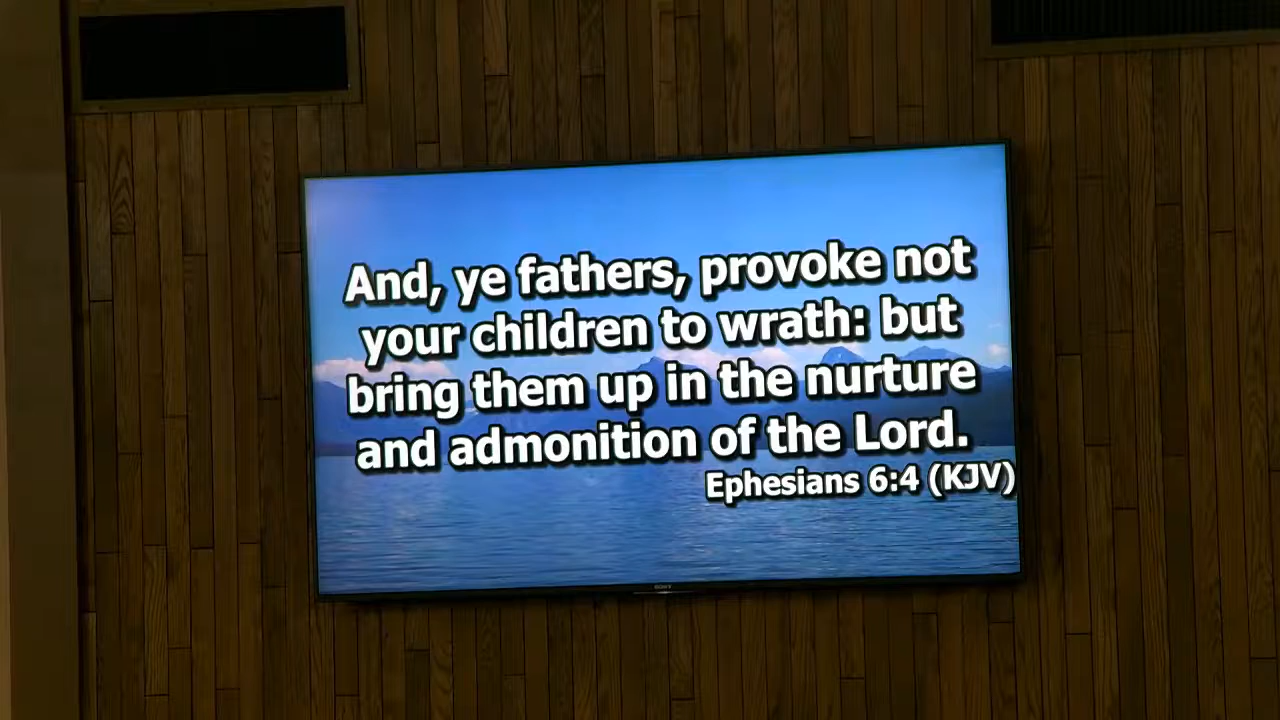 And, ye fathers, provoke not
your children to wrath: but
bring them up in the nurture
and admonition of the Lord.
Ephesians 6:4 (KJV)
SONY